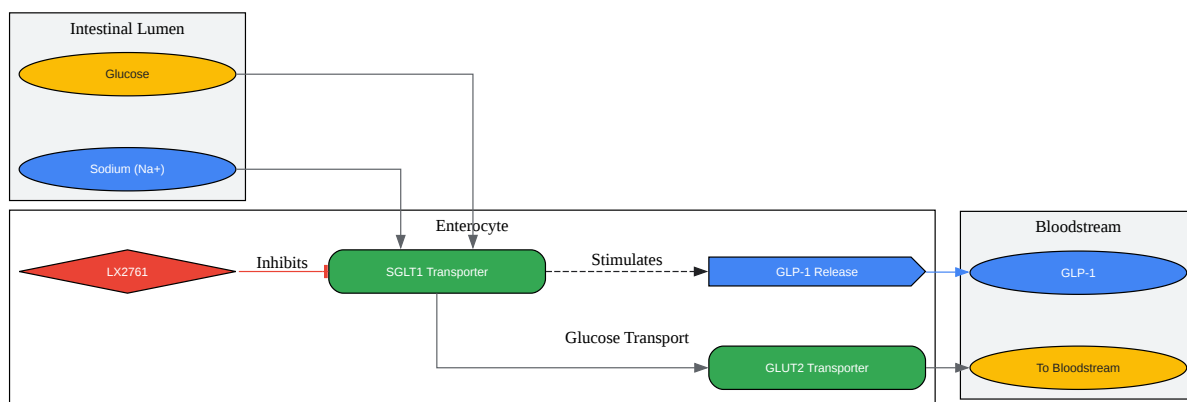 Intestinal Lumen
Glucose
Sodium (Na+)
Enterocyte
Bloodstream
LX2761
Inhibits
SGLT1 Transporter
Stimulates
GLP-1 Release
GLP-1
Glucose Transport
GLUT2 Transporter
To Bloodstream